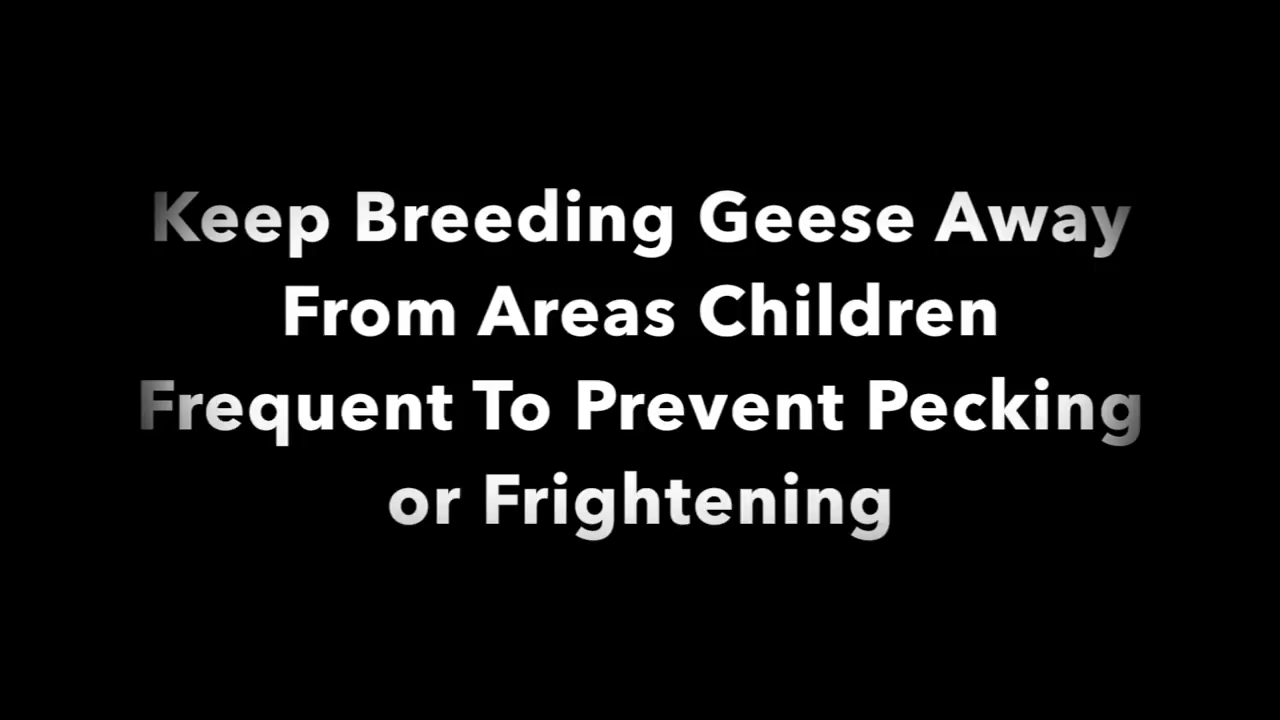 Keep Breeding Geese Away
From Areas Children
Frequent To Prevent Pecking
or Frightening